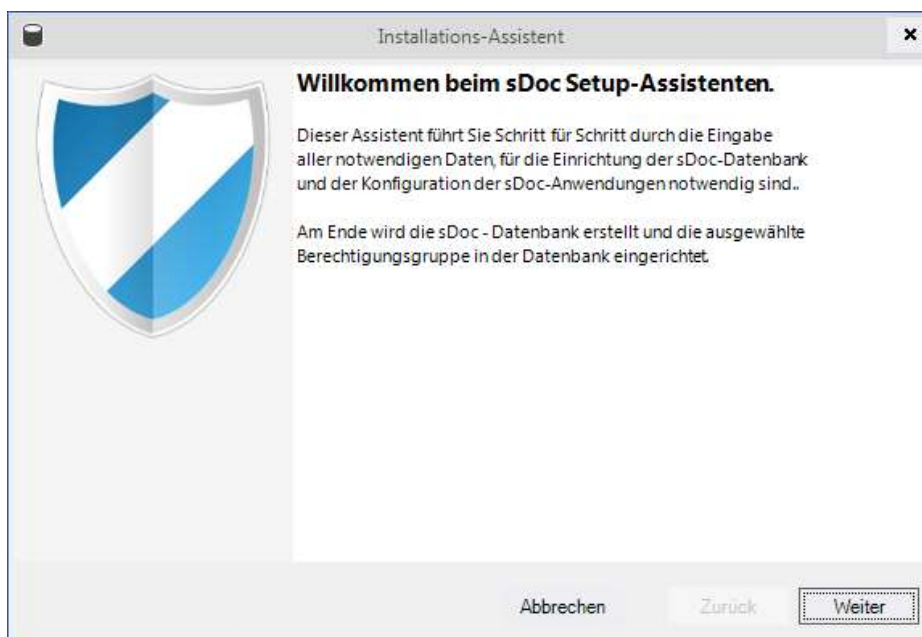 Installations-Assistent
Willkommen beim sDoc Setup-Assistenten.
Dieser Assistent führt Sie Schritt für Schritt durch die Eingabe
aller notwendigen Daten, für die Einrichtung der sDoc-Datenbank
und der Konfiguration der sDoc-Anwendungen notwendig sind..
Am Ende wird die sDoc - Datenbank erstellt und die ausgewählte
Berechtigungsgruppe in der Datenbank eingerichtet.
Abbrechen Zurück Weiter